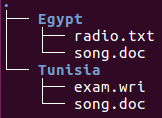 .
├── Egypt
│   ├── radio.txt
│   └── song.doc
└── Tunisia
    ├── exam.wri
    └── song.doc